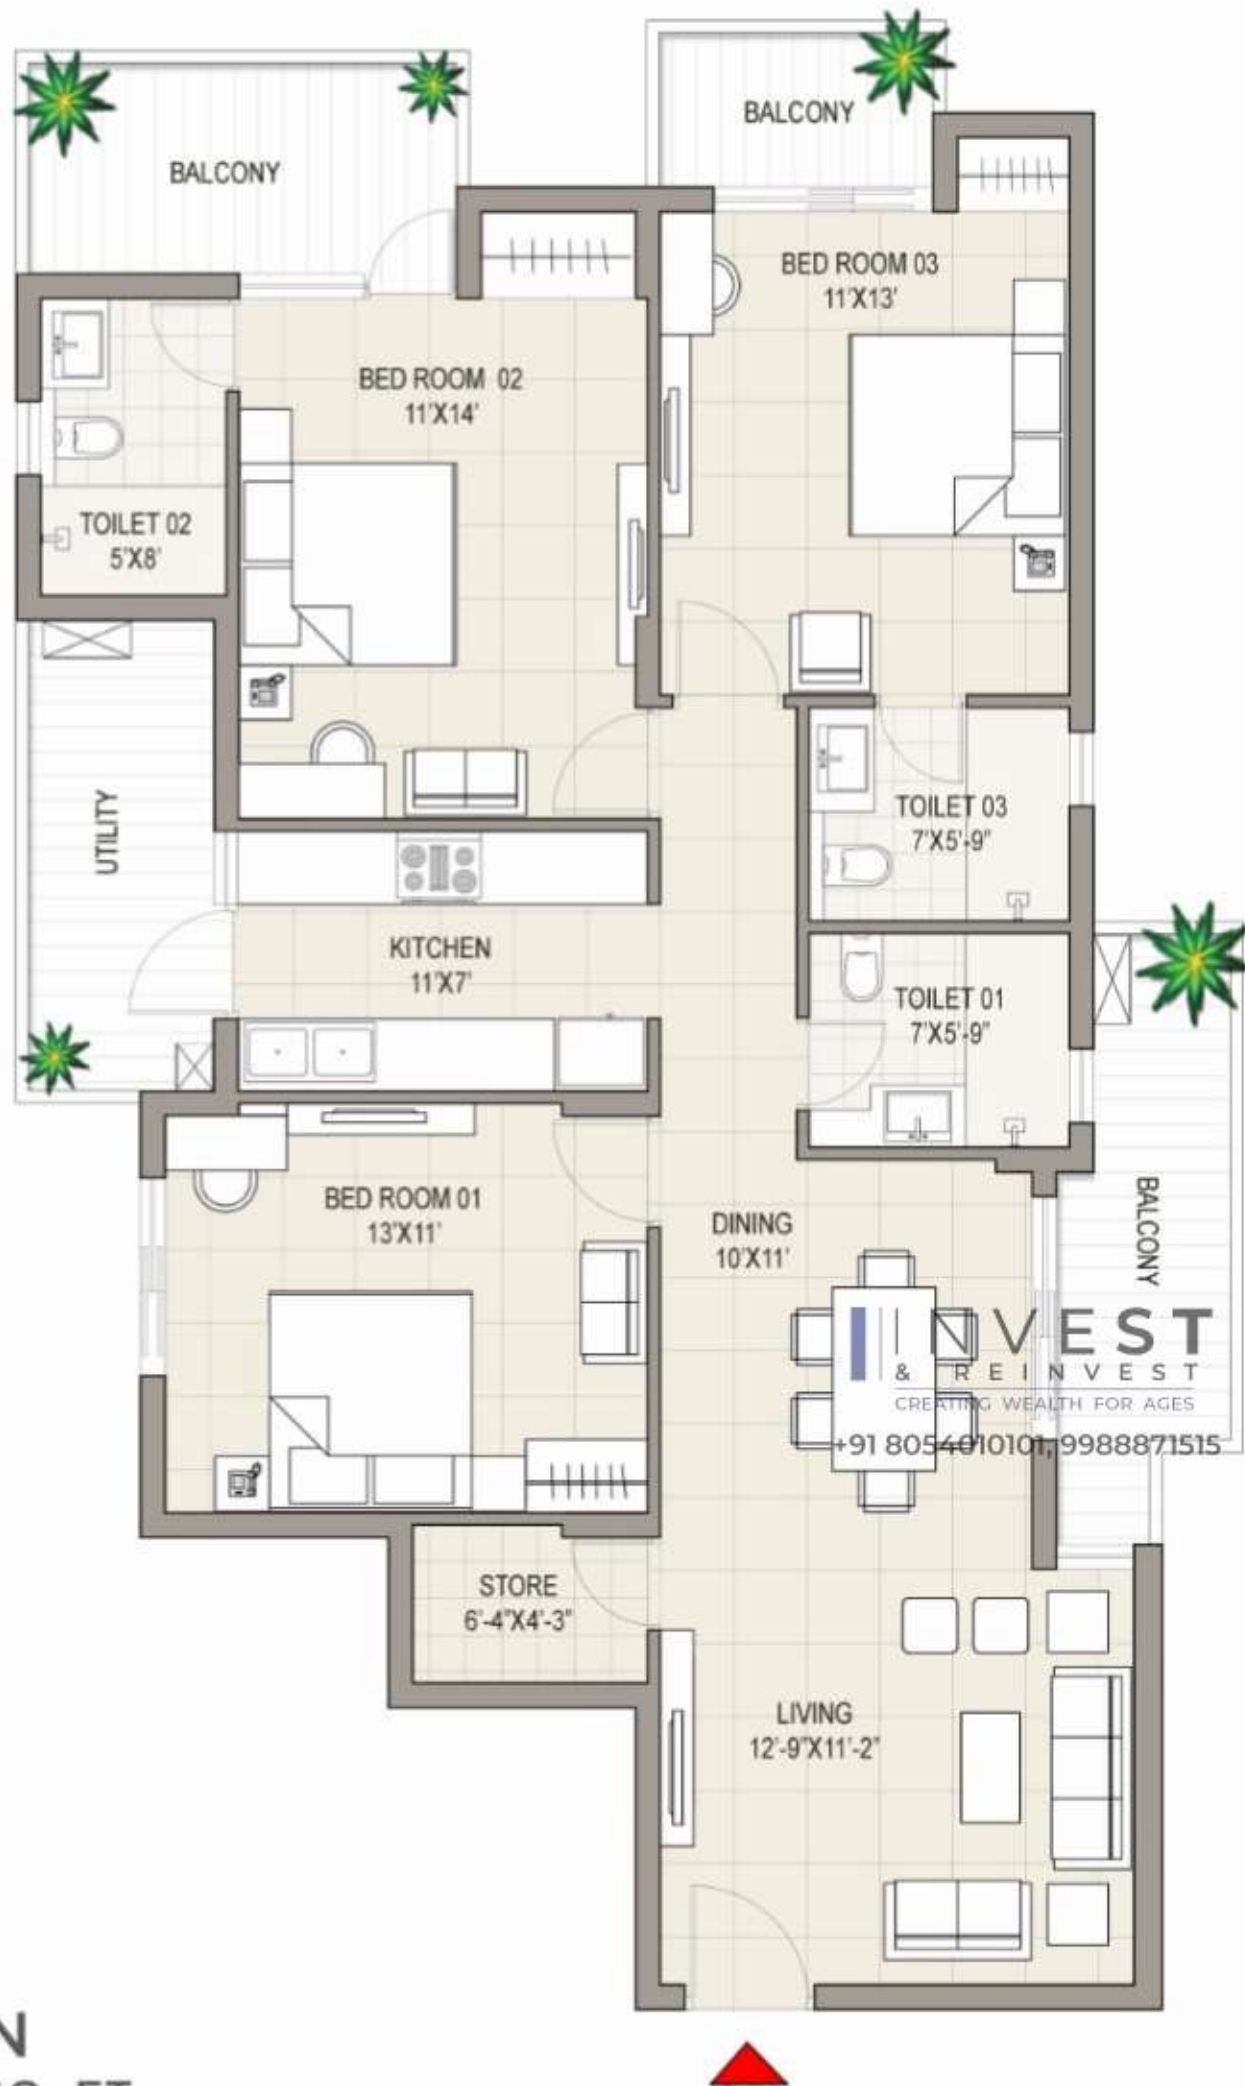 BALCONY
BALCONY
BED ROOM 03
11'X13'
BED ROOM 02
11'X14'
TOILET 02
5'X8'
UTILITY
TOILET 03
7'X5'-9"
KITCHEN
11'X7'
TOILET 01
7'X5'-9"
BED ROOM 01
13'X11'
DINING
10'X11'
BALCONY
INVEST
& REINVEST
CREATING WEALTH FOR AGES
+91 8054010101, 9988871515
STORE
6'-4"X4'-3"
LIVING
12'-9"X11'-2"
N